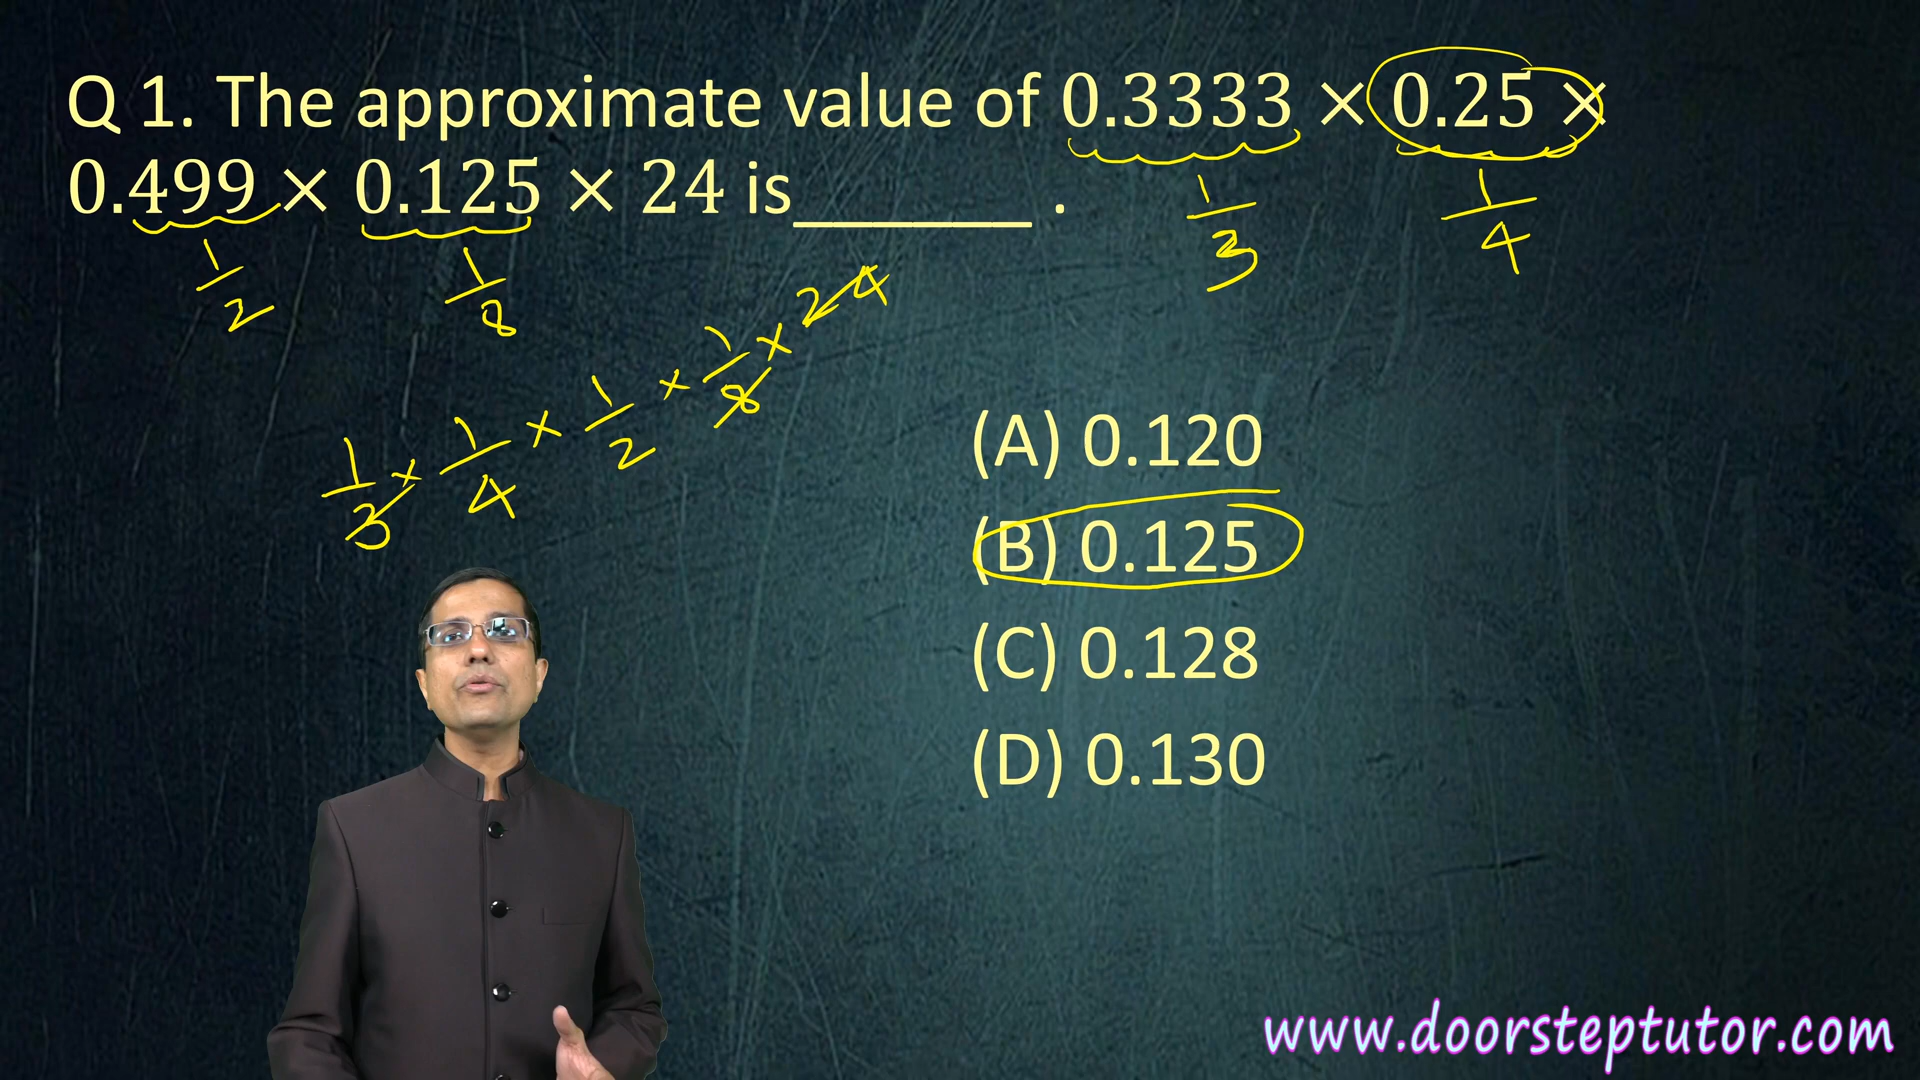 Q 1. The approximate value of 0.3333 × 0.25 ×
0.499 × 0.125 × 24 is_______ .
1/3
1/4
1/2
1/8
1/3 × 1/4 × 1/2 × 1/8 × 24
(A) 0.120
(B) 0.125
(C) 0.128
(D) 0.130
www.doorsteptutor.com